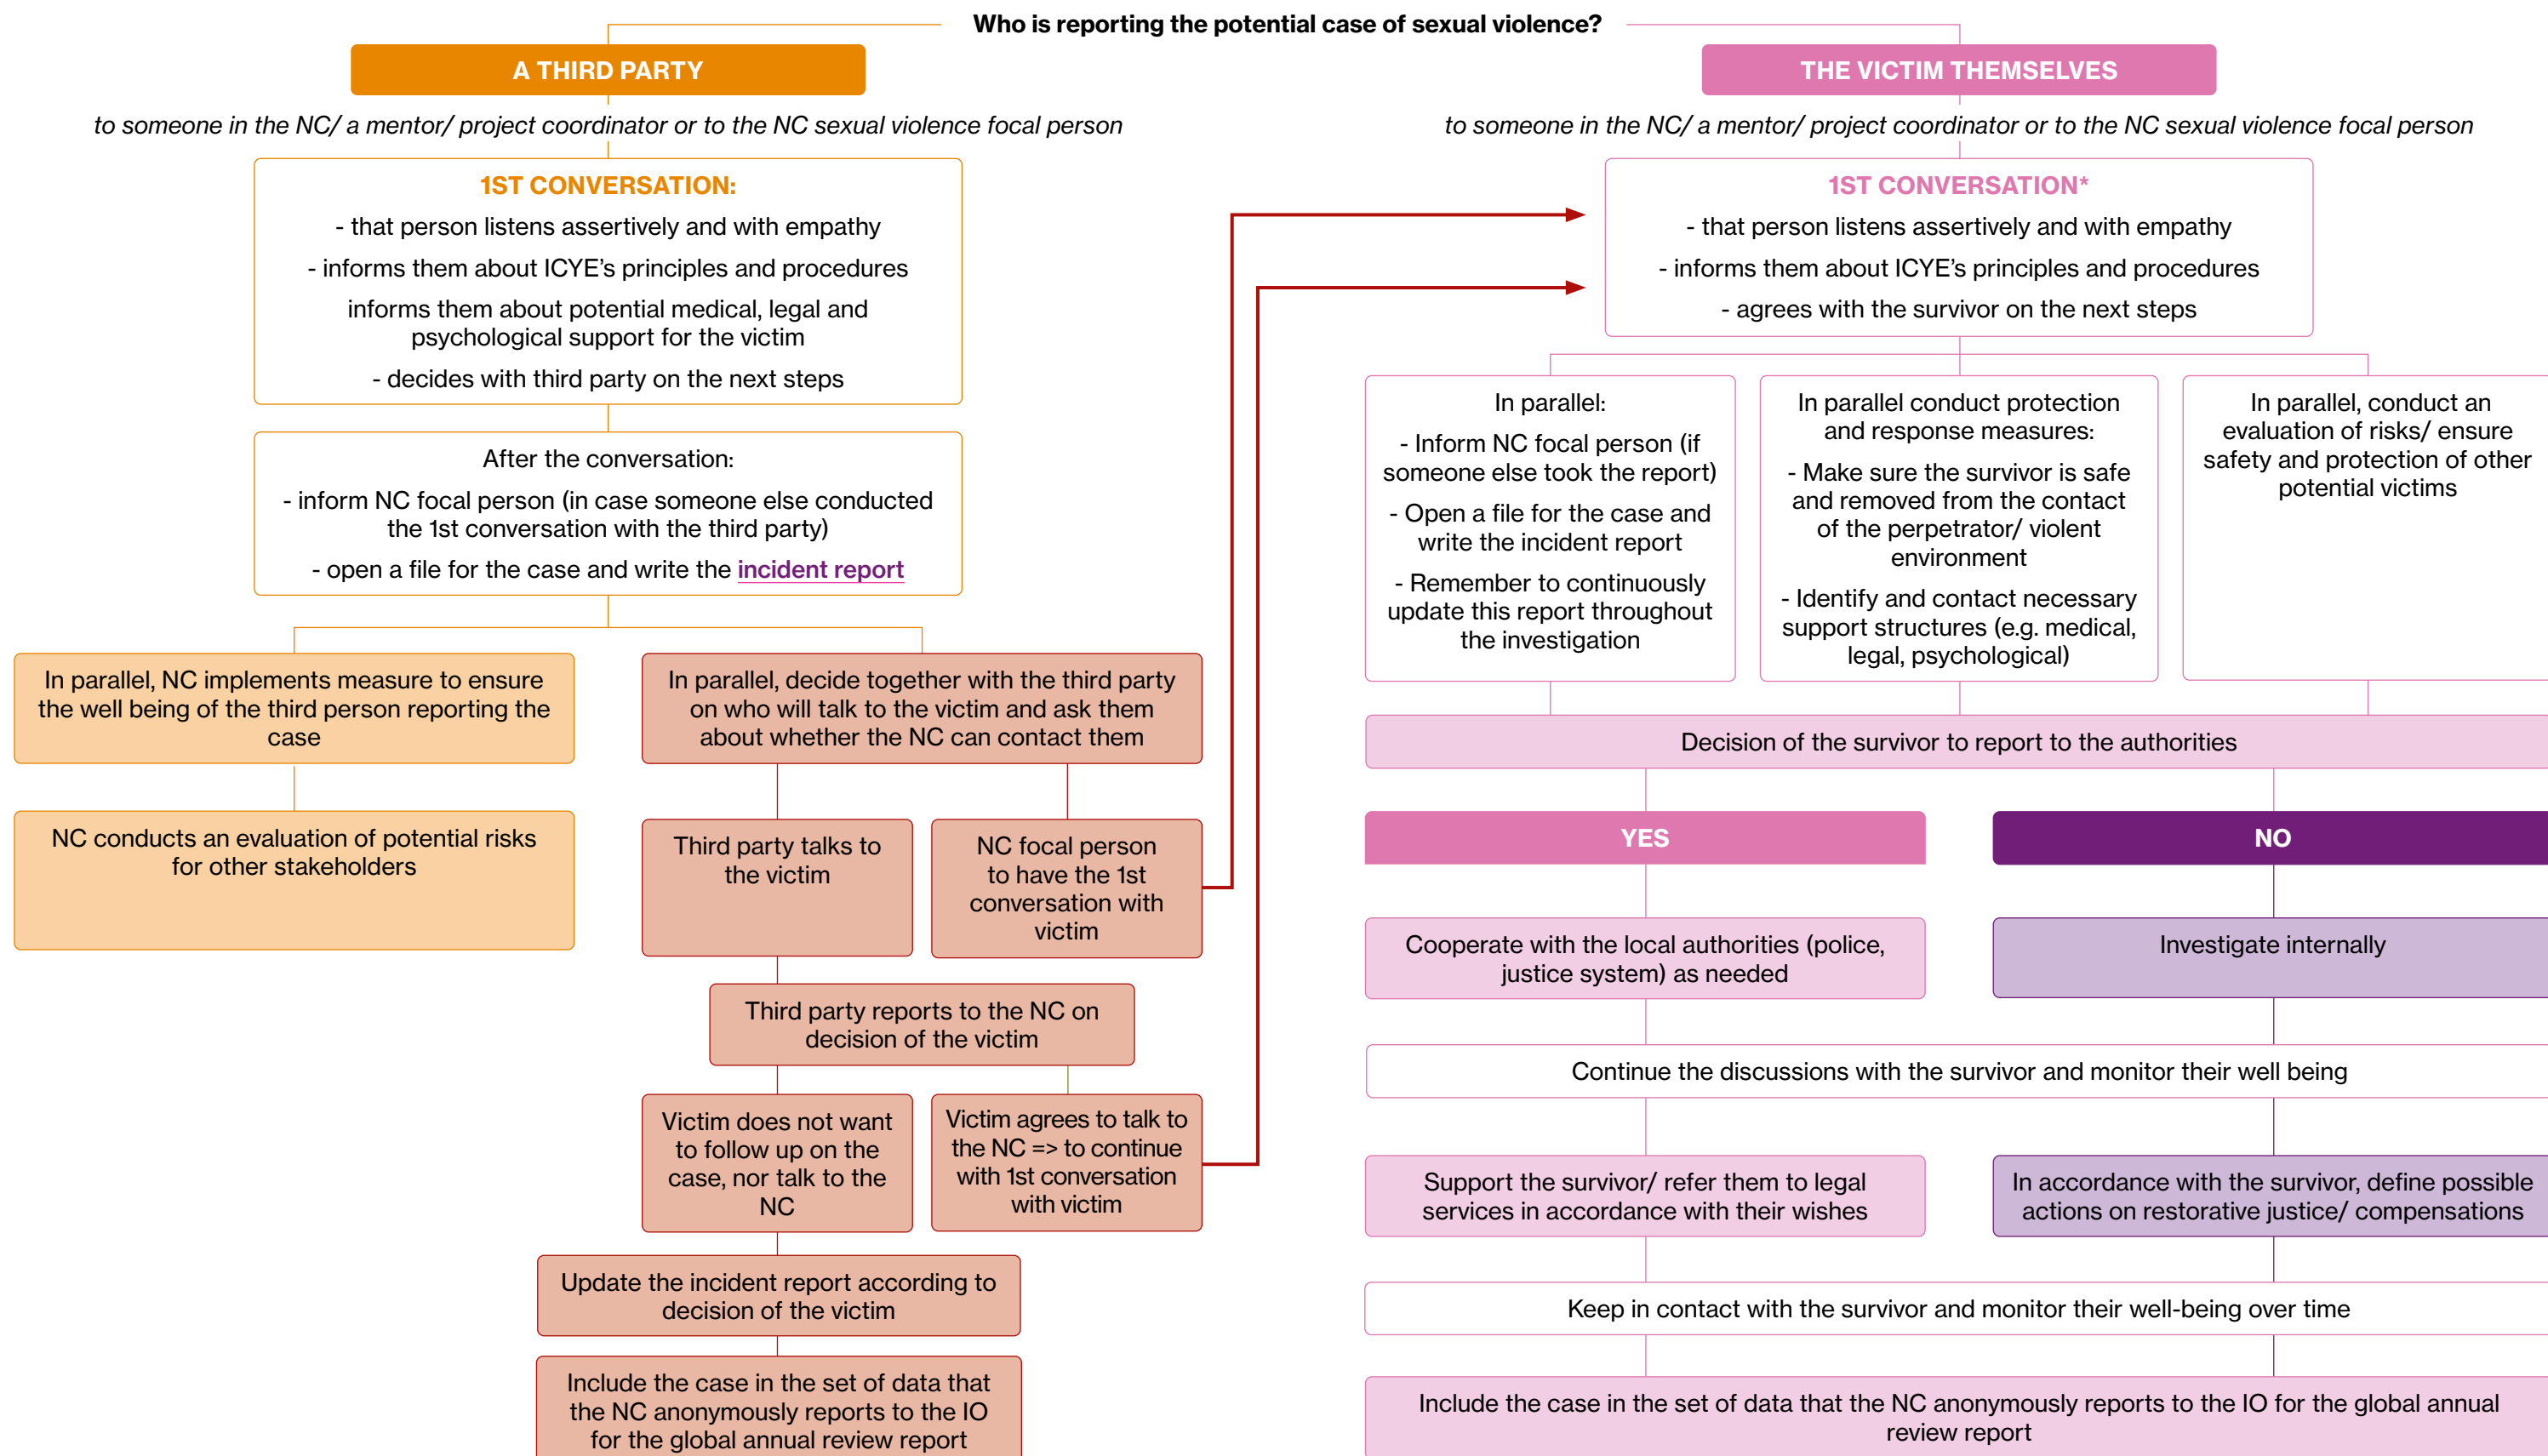 Who is reporting the potential case of sexual violence?
A THIRD PARTY
to someone in the NC/ a mentor/ project coordinator or to the NC sexual violence focal person
1ST CONVERSATION:
- that person listens assertively and with empathy
- informs them about ICYE’s principles and procedures
informs them about potential medical, legal and
psychological support for the victim
- decides with third party on the next steps
After the conversation:
- inform NC focal person (in case someone else conducted
the 1st conversation with the third party)
- open a file for the case and write the incident report
In parallel, NC implements measure to ensure
the well being of the third person reporting the
case
NC conducts an evaluation of potential risks
for other stakeholders
In parallel, decide together with the third party
on who will talk to the victim and ask them
about whether the NC can contact them
Third party talks to
the victim
NC focal person
to have the 1st
conversation with
victim
Third party reports to the NC on
decision of the victim
Victim does not want
to follow up on the
case, nor talk to the
NC
Victim agrees to talk to
the NC => to continue
with 1st conversation
with victim
Update the incident report according to
decision of the victim
Include the case in the set of data that
the NC anonymously reports to the IO
for the global annual review report
THE VICTIM THEMSELVES
to someone in the NC/ a mentor/ project coordinator or to the NC sexual violence focal person
1ST CONVERSATION*
- that person listens assertively and with empathy
- informs them about ICYE’s principles and procedures
- agrees with the survivor on the next steps
In parallel:
- Inform NC focal person (if
someone else took the report)
- Open a file for the case and
write the incident report
- Remember to continuously
update this report throughout
the investigation
In parallel conduct protection
and response measures:
- Make sure the survivor is safe
and removed from the contact
of the perpetrator/ violent
environment
- Identify and contact necessary
support structures (e.g. medical,
legal, psychological)
In parallel, conduct an
evaluation of risks/ ensure
safety and protection of other
potential victims
Decision of the survivor to report to the authorities
YES
NO
Cooperate with the local authorities (police,
justice system) as needed
Investigate internally
Continue the discussions with the survivor and monitor their well being
Support the survivor/ refer them to legal
services in accordance with their wishes
In accordance with the survivor, define possible
actions on restorative justice/ compensations
Keep in contact with the survivor and monitor their well-being over time
Include the case in the set of data that the NC anonymously reports to the IO for the global annual
review report